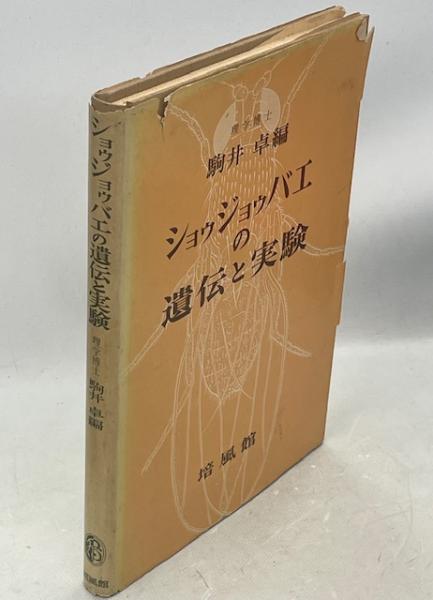 理学博士
駒井 卓編
ショウジョウバエ
の
遺伝と実験
培風館
ショウジョウバエの遺伝と実験
理学博士
駒井 卓編
培風館